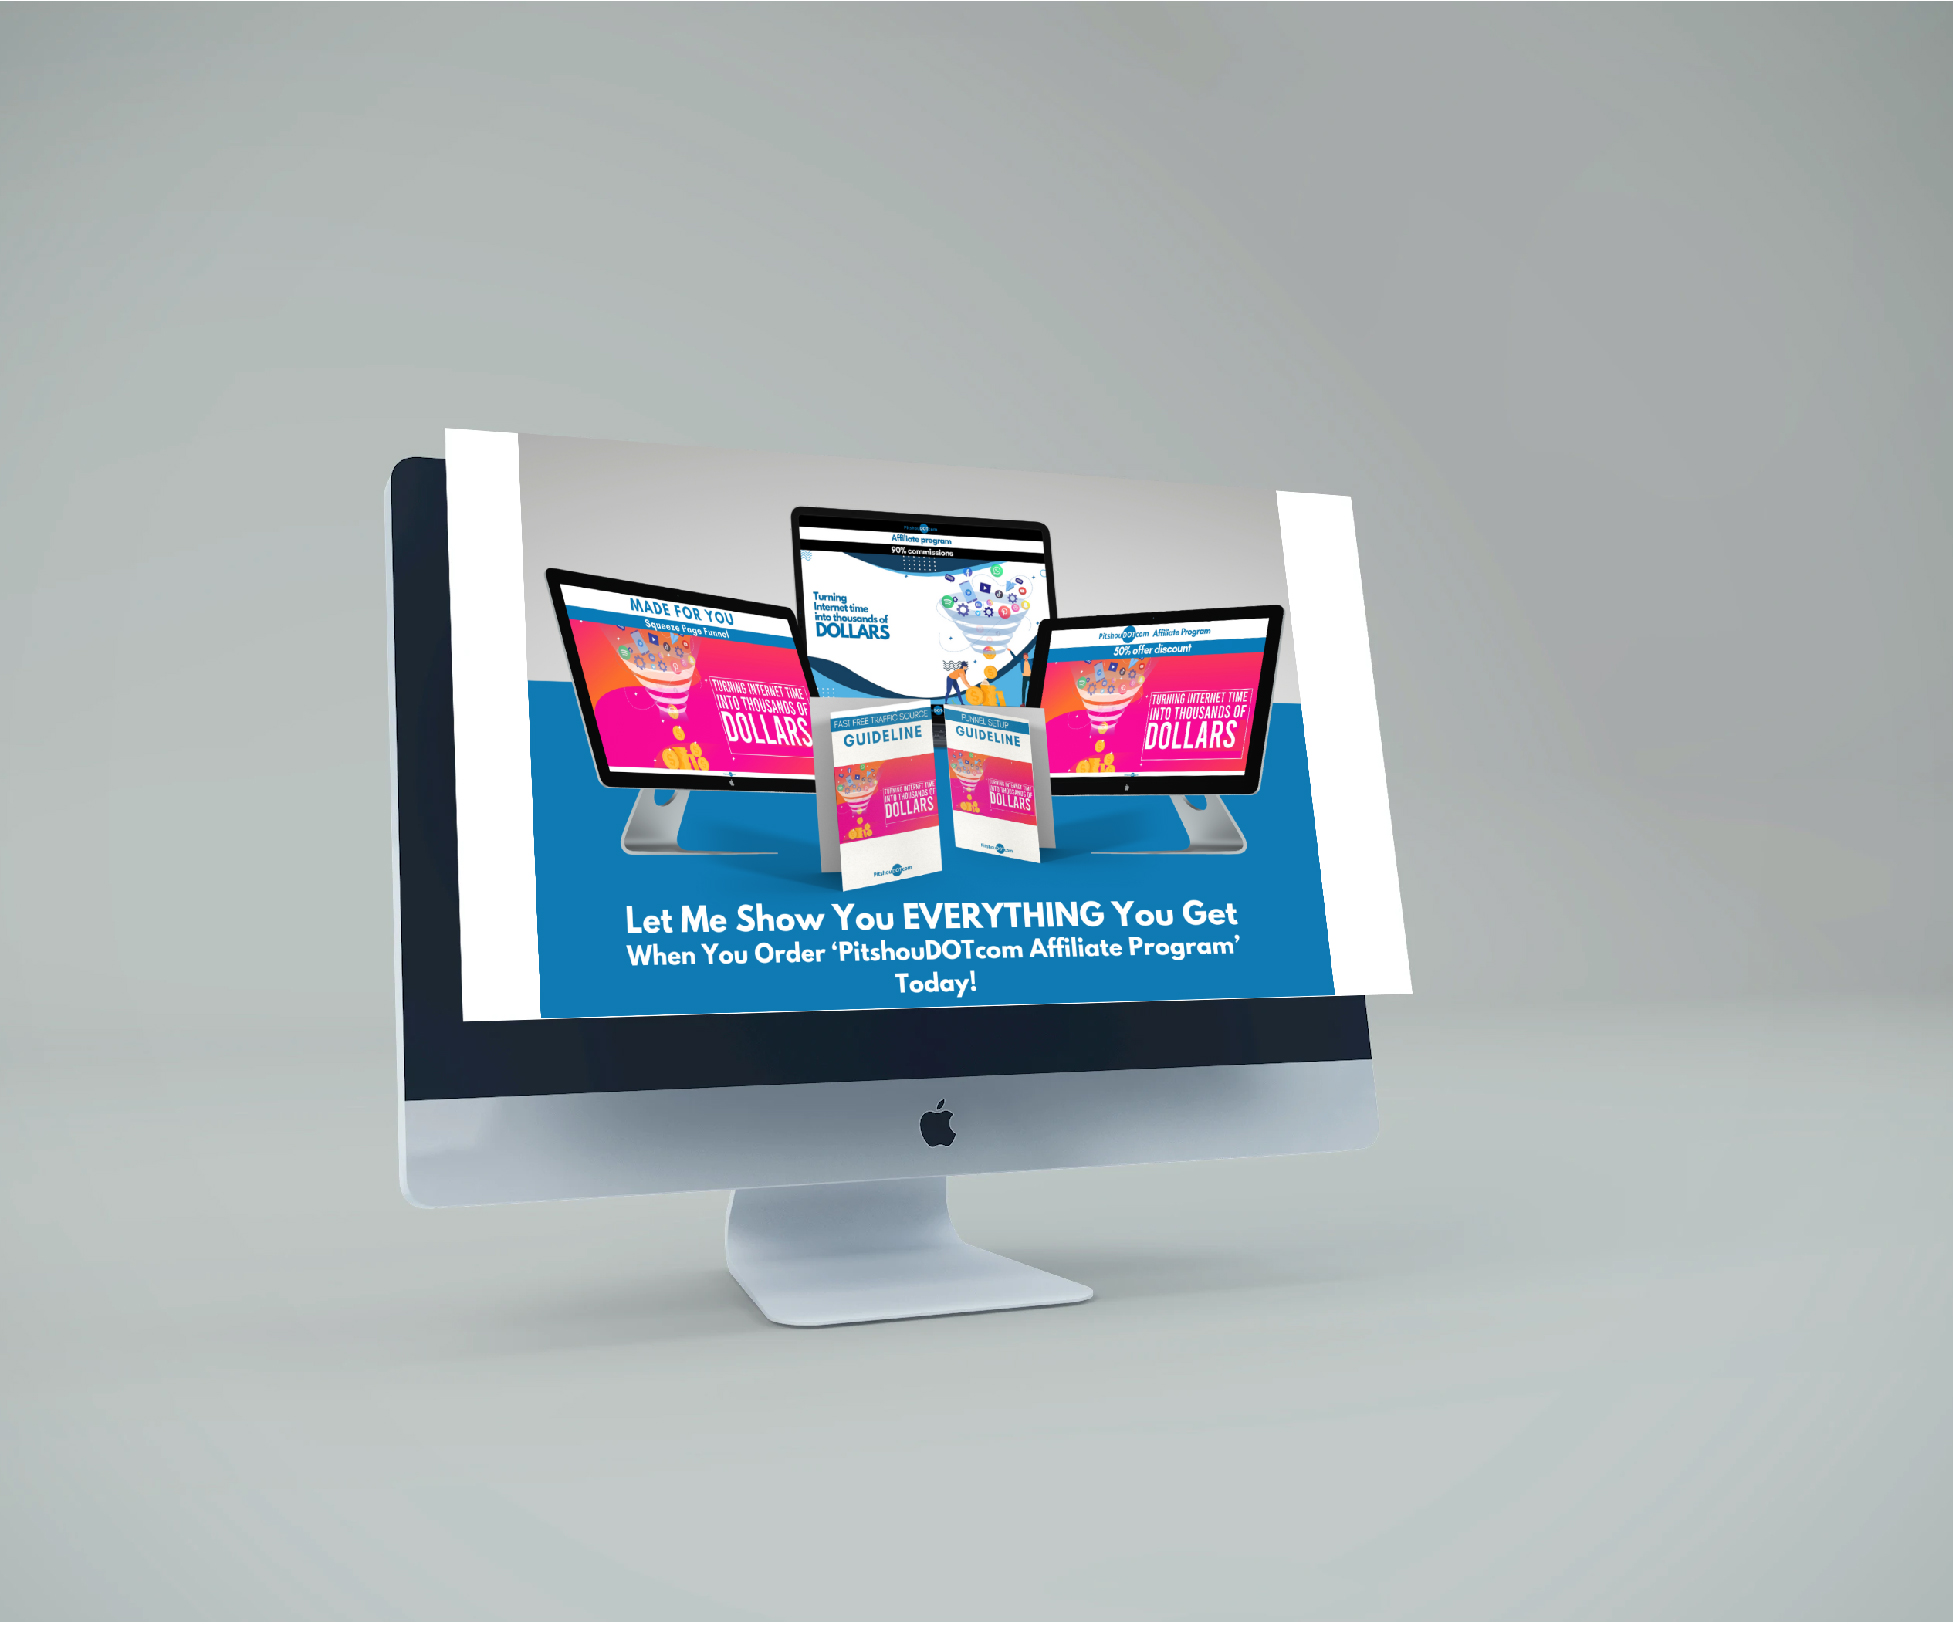 PitshouDOTcom
Affiliate program
90% commissions
Turning
Internet time
into thousands of
DOLLARS
MADE FOR YOU
Squeeze Page Funnel
TURNING INTERNET TIME
INTO THOUSANDS OF
DOLLARS
PitshouDOTcom Affiliate Program
50% offer discount
TURNING INTERNET TIME
INTO THOUSANDS OF
DOLLARS
FAST FREE TRAFFIC SOURCE
GUIDELINE
TURNING INTERNET TIME
INTO THOUSANDS OF
DOLLARS
PitshouDOTcom
FUNNEL SETUP
GUIDELINE
TURNING INTERNET TIME
INTO THOUSANDS OF
DOLLARS
PitshouDOTcom
Let Me Show You EVERYTHING You Get
When You Order ‘PitshouDOTcom Affiliate Program’
Today!